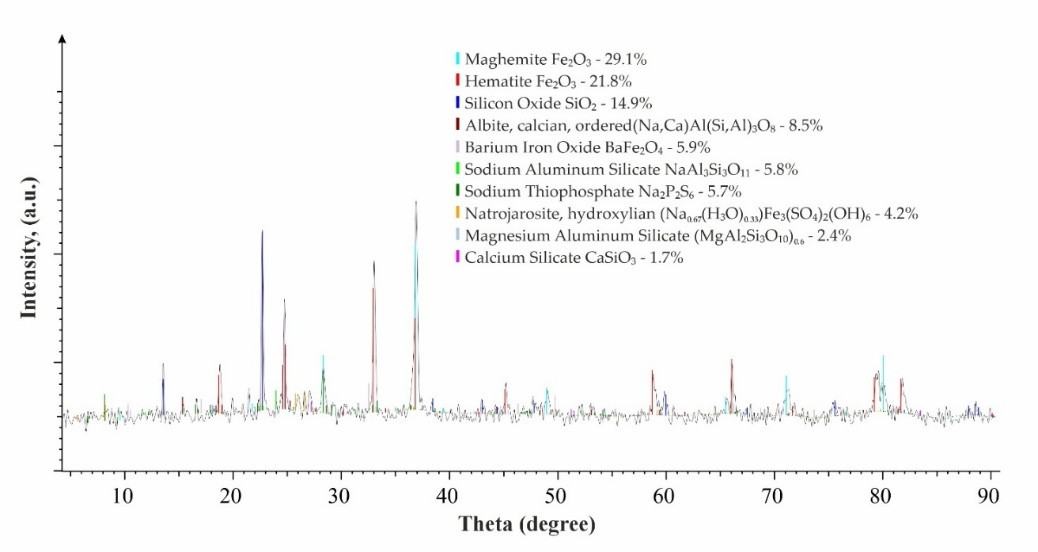 Maghemite Fe₂O₃ - 29.1%
Hematite Fe₂O₃ - 21.8%
Silicon Oxide SiO₂ - 14.9%
Albite, calcian, ordered(Na,Ca)Al(Si,Al)₃O₈ - 8.5%
Barium Iron Oxide BaFe₂O₄ - 5.9%
Sodium Aluminum Silicate NaAl₃Si₃O₁₁ - 5.8%
Sodium Thiophosphate Na₂P₂S₆ - 5.7%
Natrojarosite, hydroxylian (Na₀.₆₇(H₃O)₀.₃₃)Fe₃(SO₄)₂(OH)₆ - 4.2%
Magnesium Aluminum Silicate (MgAl₂Si₃O₁₀)₀.₆ - 2.4%
Calcium Silicate CaSiO₃ - 1.7%
Intensity, (a.u.)
10 20 30 40 50 60 70 80 90
Theta (degree)